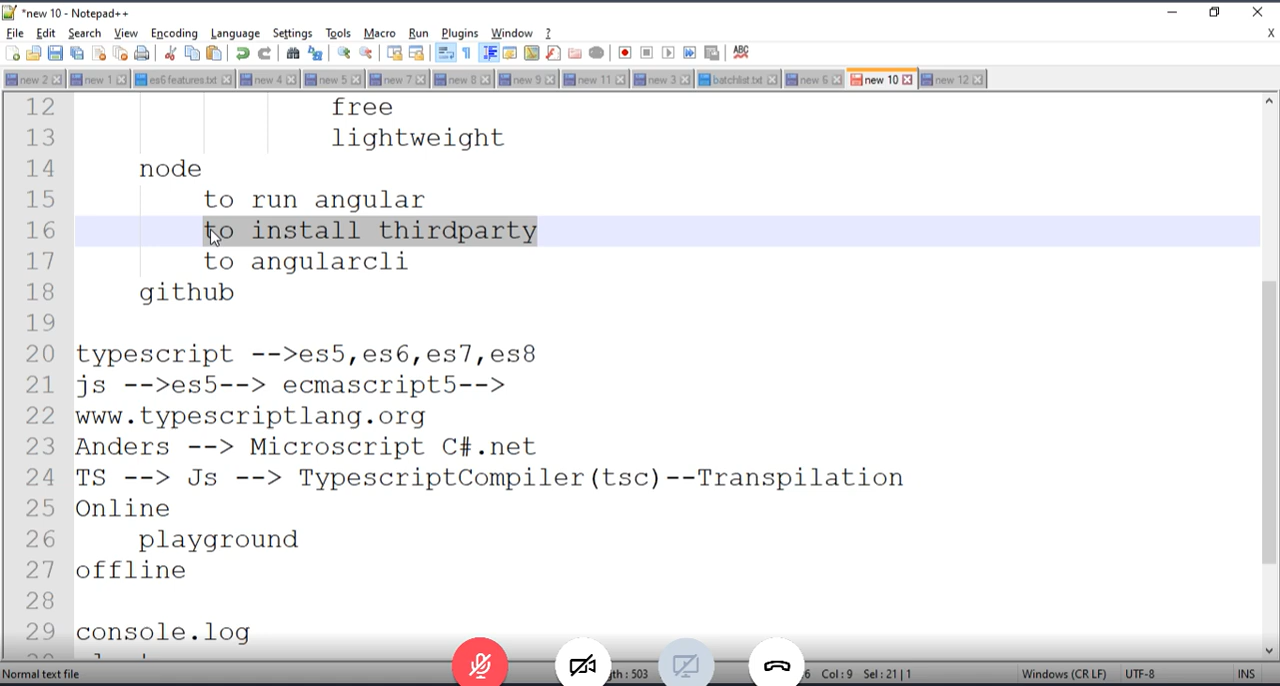 *new 10 - Notepad++
File Edit Search View Encoding Language Settings Tools Macro Run Plugins Window ? X
ABC
new 2 new 1 es6 features.txt new 4 new 5 new 7 new 8 new 9 new 11 new 3 batchlist.txt new 6 new 10 new 12
12 free
13 lightweight
14 node
15 to run angular
16 to install thirdparty
17 to angularcli
18 github
19
20 typescript -->es5,es6,es7,es8
21 js -->es5--> ecmascript5-->
22 www.typescriptlang.org
23 Anders --> Microscript C#.net
24 TS --> Js --> TypescriptCompiler(tsc)--Transpilation
25 Online
26 playground
27 offline
28
29 console.log
Normal text file gth : 503 6 Col : 9 Sel : 21 | 1 Windows (CR LF) UTF-8 INS